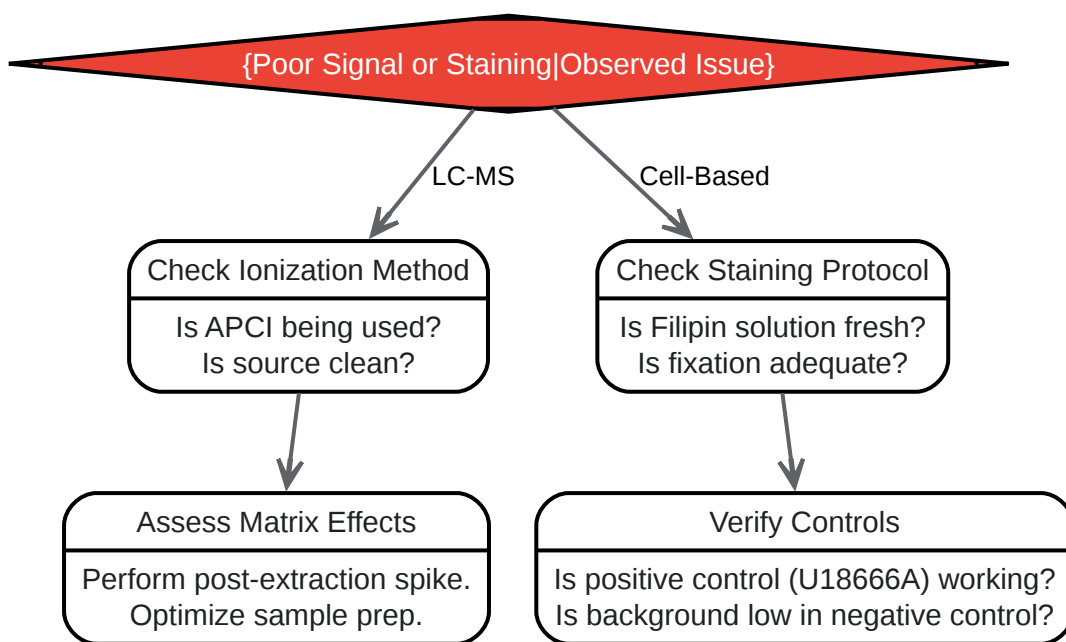 {Poor Signal or Staining|Observed Issue}
LC-MS
Cell-Based
Check Ionization Method
Is APCI being used?
Is source clean?
Check Staining Protocol
Is Filipin solution fresh?
Is fixation adequate?
Assess Matrix Effects
Perform post-extraction spike.
Optimize sample prep.
Verify Controls
Is positive control (U18666A) working?
Is background low in negative control?